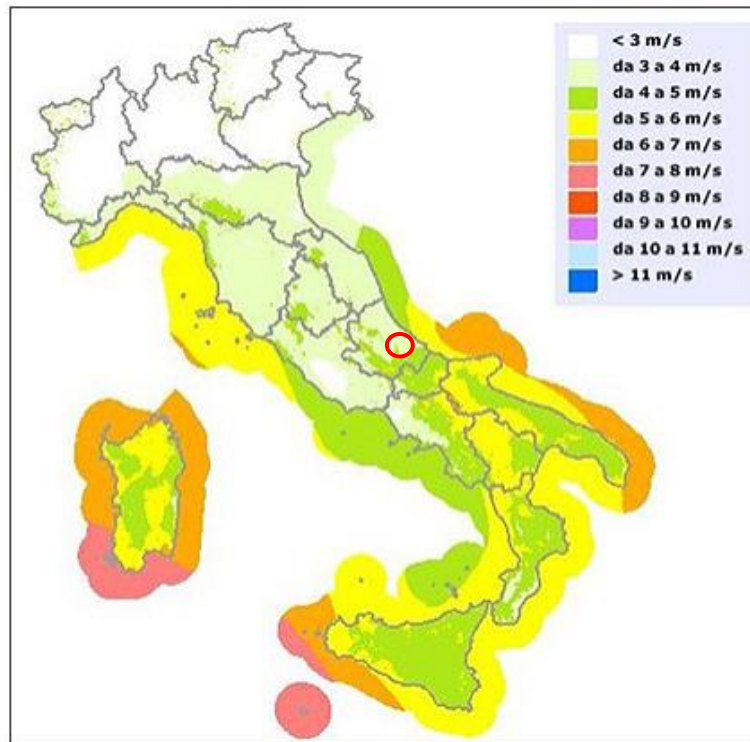 < 3 m/s
da 3 a 4 m/s
da 4 a 5 m/s
da 5 a 6 m/s
da 6 a 7 m/s
da 7 a 8 m/s
da 8 a 9 m/s
da 9 a 10 m/s
da 10 a 11 m/s
> 11 m/s